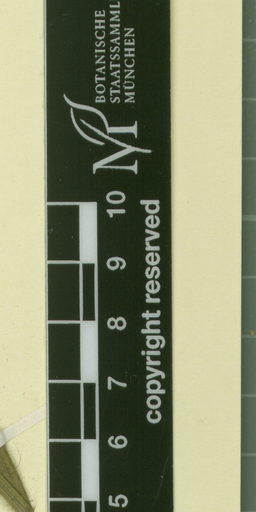 BOTANISCHE
STAATSSAMML
MÜNCHEN
M
10
9
8
7
6
5
copyright reserved